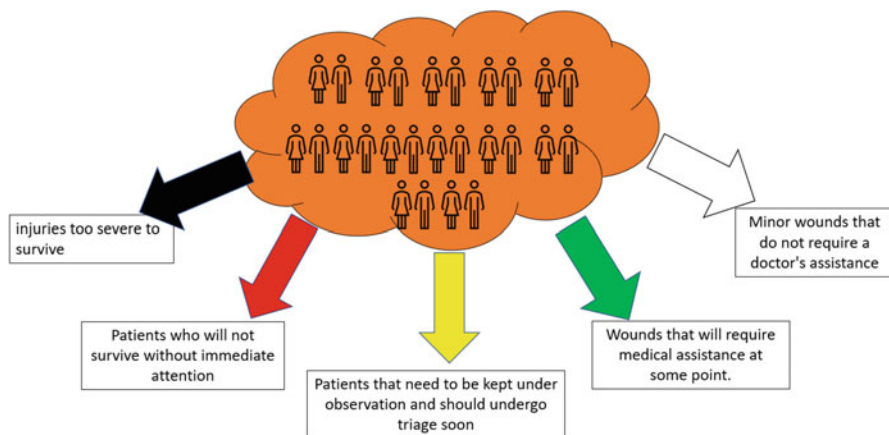 injuries too severe to
survive
Patients who will not
survive without immediate
attention
Patients that need to be kept under
observation and should undergo
triage soon
Wounds that will require
medical assistance at
some point.
Minor wounds that
do not require a
doctor's assistance